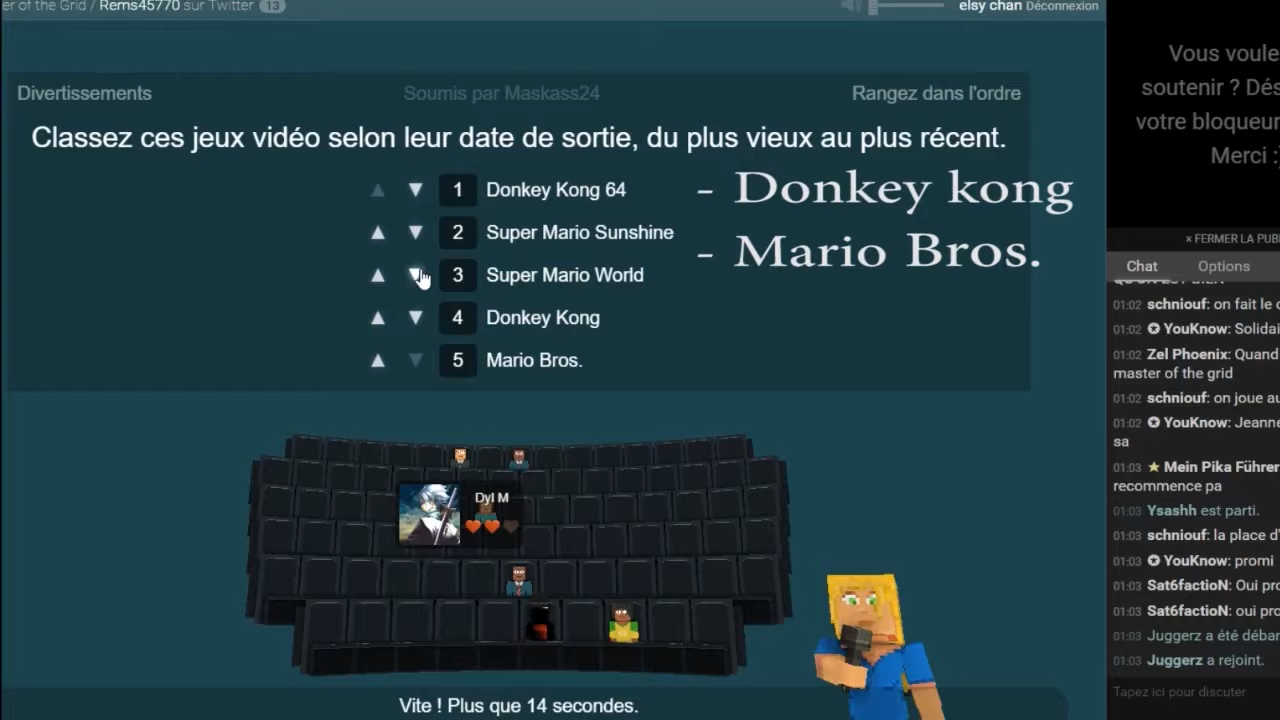 er of the Grid / Rems45770 sur Twitter 13
elsy chan Déconnexion
Divertissements
Soumis par Maskass24
Rangez dans l'ordre
Classez ces jeux vidéo selon leur date de sortie, du plus vieux au plus récent.
1 Donkey Kong 64
2 Super Mario Sunshine
3 Super Mario World
4 Donkey Kong
5 Mario Bros.
- Donkey kong
- Mario Bros.
Dyl M
Vite ! Plus que 14 secondes.
Vous voule
soutenir ? Dés
votre bloqueur
Merci :)
× FERMER LA PUB
Chat Options
01:02 schniouf: on fait le c
01:02 YouKnow: Solidai
01:02 Zel Phoenix: Quand
master of the grid
01:02 schniouf: on joue au
01:02 YouKnow: Jeanne
sa
01:03 Mein Pika Führer
recommence pa
01:03 Ysashh est parti.
01:03 schniouf: la place d'
01:03 YouKnow: promi
01:03 Sat6factioN: Oui pro
01:03 Sat6factioN: oui pro
01:03 Juggerz a été débar
01:03 Juggerz a rejoint.
Tapez ici pour discuter